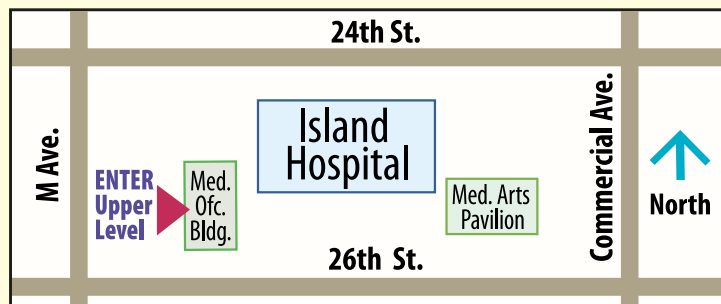 24th St.
M Ave.
Island
Hospital
Commercial Ave.
ENTER
Upper
Level
Med.
Ofc.
Bldg.
Med. Arts
Pavilion
North
26th St.